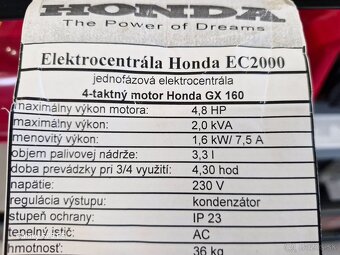 HONDA
The Power of Dreams
Elektrocentrála Honda EC2000
jednofázová elektrocentrála
4-taktný motor Honda GX 160
maximálny výkon motora: 4,8 HP
maximálny výkon: 2,0 kVA
menovitý výkon: 1,6 kW/ 7,5 A
objem palivovej nádrže: 3,3 l
doba prevádzky pri 3/4 využití: 4,30 hod
napätie: 230 V
regulácia výstupu: kondenzátor
stupeň ochrany: IP 23
tepelný istič: AC
hmotnosť: 36 kg